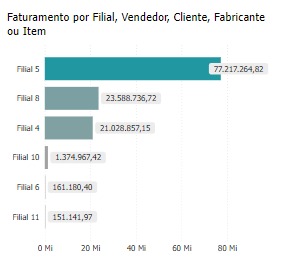 Faturamento por Filial, Vendedor, Cliente, Fabricante
ou Item
Filial 5 77.217.264,82
Filial 8 23.588.736,72
Filial 4 21.028.857,15
Filial 10 1.374.967,42
Filial 6 161.180,40
Filial 11 151.141,97
0 Mi 20 Mi 40 Mi 60 Mi 80 Mi